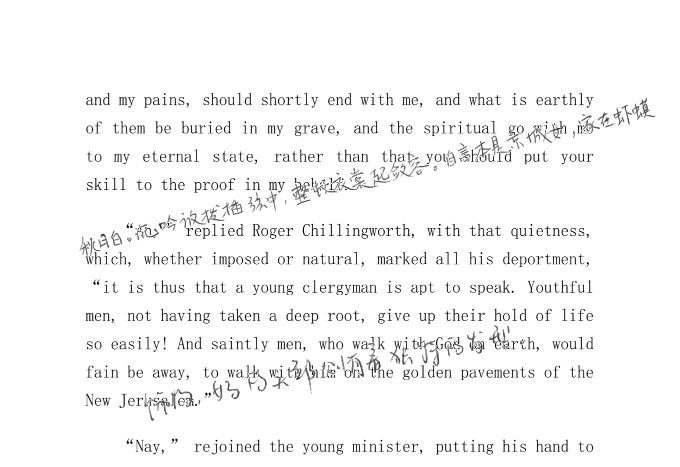 and my pains, should shortly end with me, and what is earthly
of them be buried in my grave, and the spiritual go with me
to my eternal state, rather than that you should put your
skill to the proof in my behalf.”
秋月白。沉吟放拨插弦中，整顿衣裳起敛容。自言本是京城女，家在虾蟆
replied Roger Chillingworth, with that quietness,
which, whether imposed or natural, marked all his deportment,
“it is thus that a young clergyman is apt to speak. Youthful
men, not having taken a deep root, give up their hold of life
so easily! And saintly men, who walk with God on earth, would
fain be away, to walk with him on the golden pavements of the
New Jerusalem.”
“Nay,” rejoined the young minister, putting his hand to